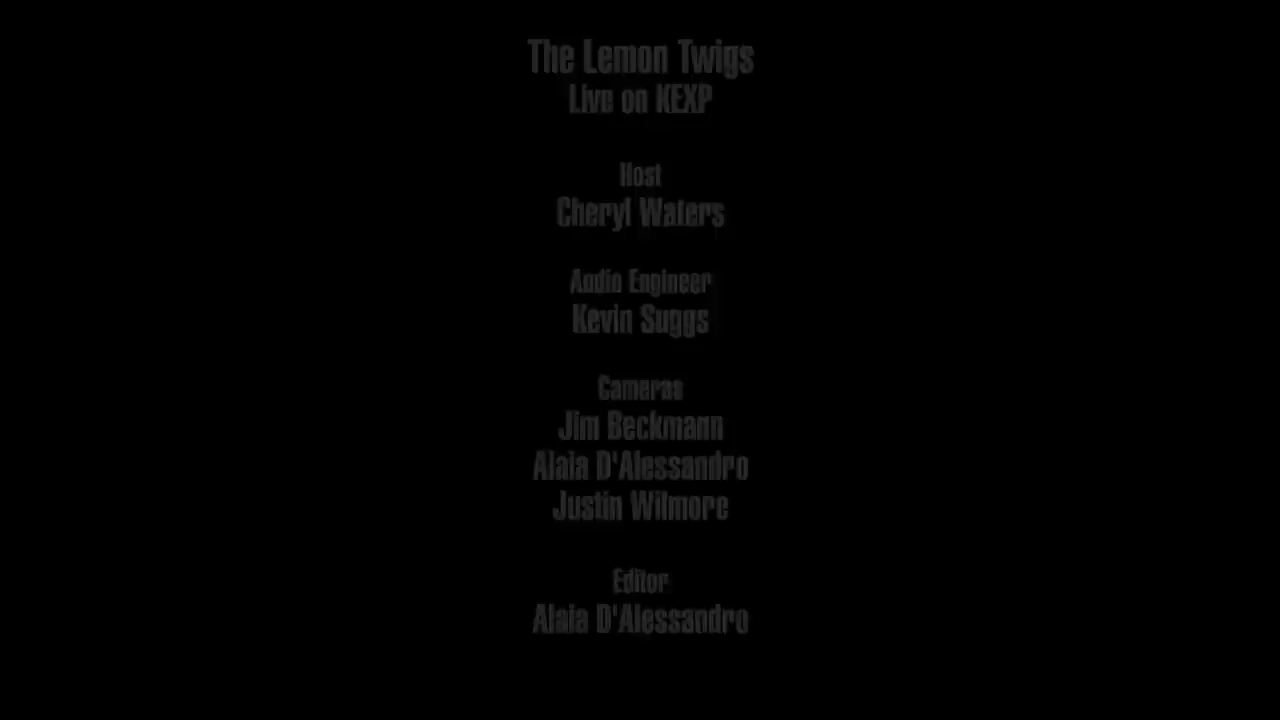 The Lemon Twigs
Live on KEXP
Host
Cheryl Waters
Audio Engineer
Kevin Suggs
Cameras
Jim Beckmann
Alaia D'Alessandro
Justin Wilmore
Editor
Alaia D'Alessandro